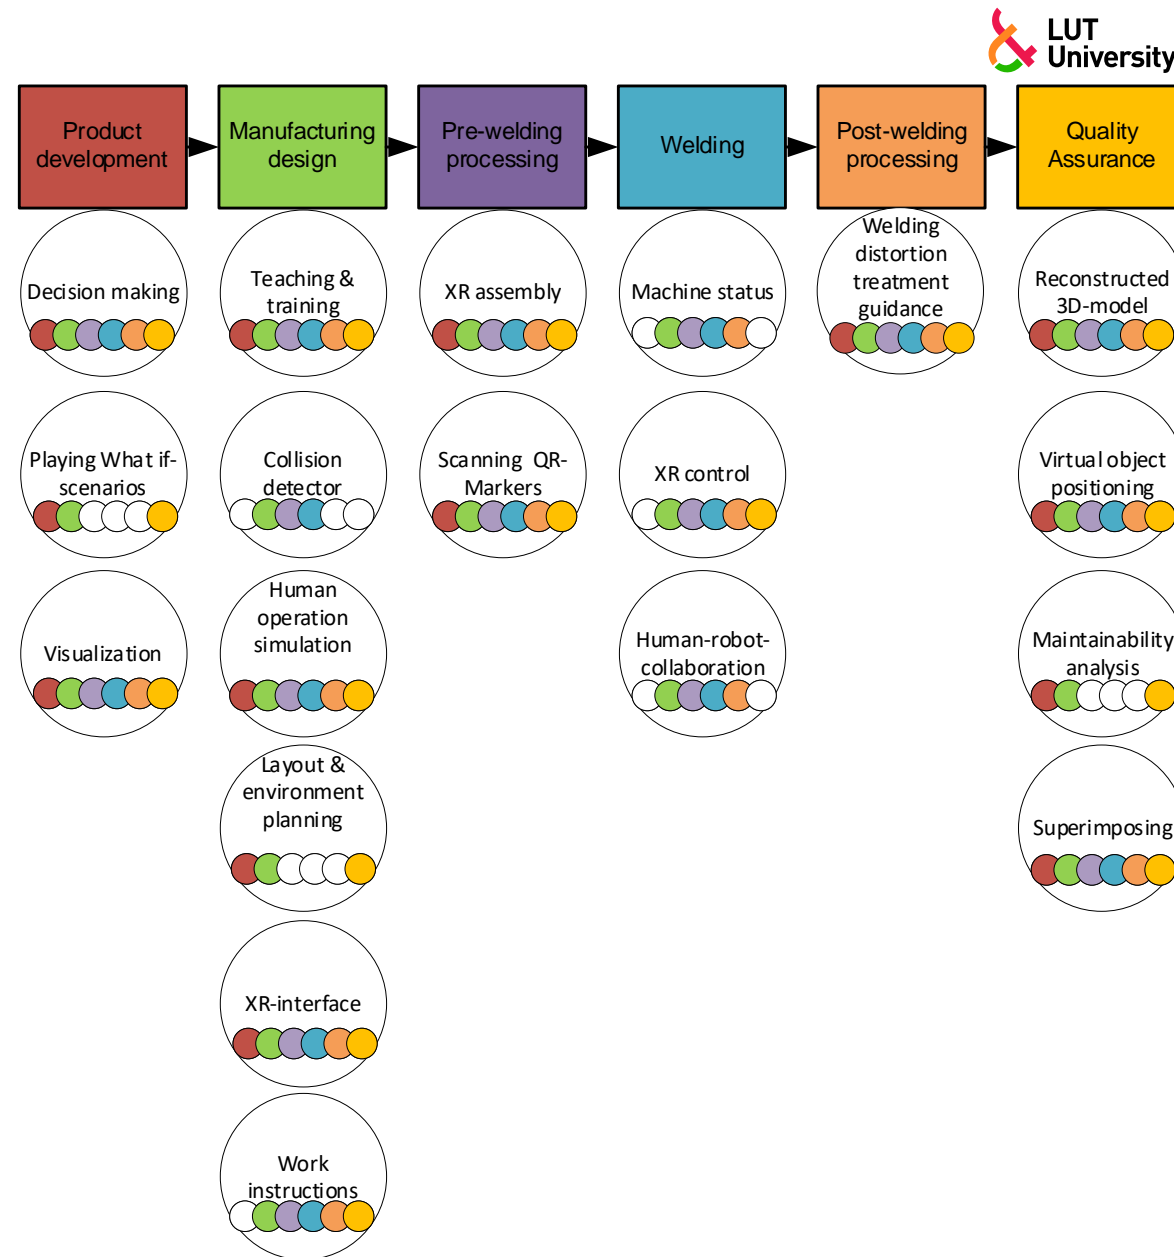 LUT
University
Product
development
Manufacturing
design
Pre-welding
processing
Welding
Post-welding
processing
Quality
Assurance
Decision making
Playing What if-
scenarios
Visualization
Teaching &
training
Collision
detector
Human
operation
simulation
Layout &
environment
planning
XR-interface
Work
instructions
XR assembly
Scanning QR-
Markers
Machine status
XR control
Human-robot-
collaboration
Welding
distortion
treatment
guidance
Reconstructed
3D-model
Virtual object
positioning
Maintainability
analysis
Superimposing